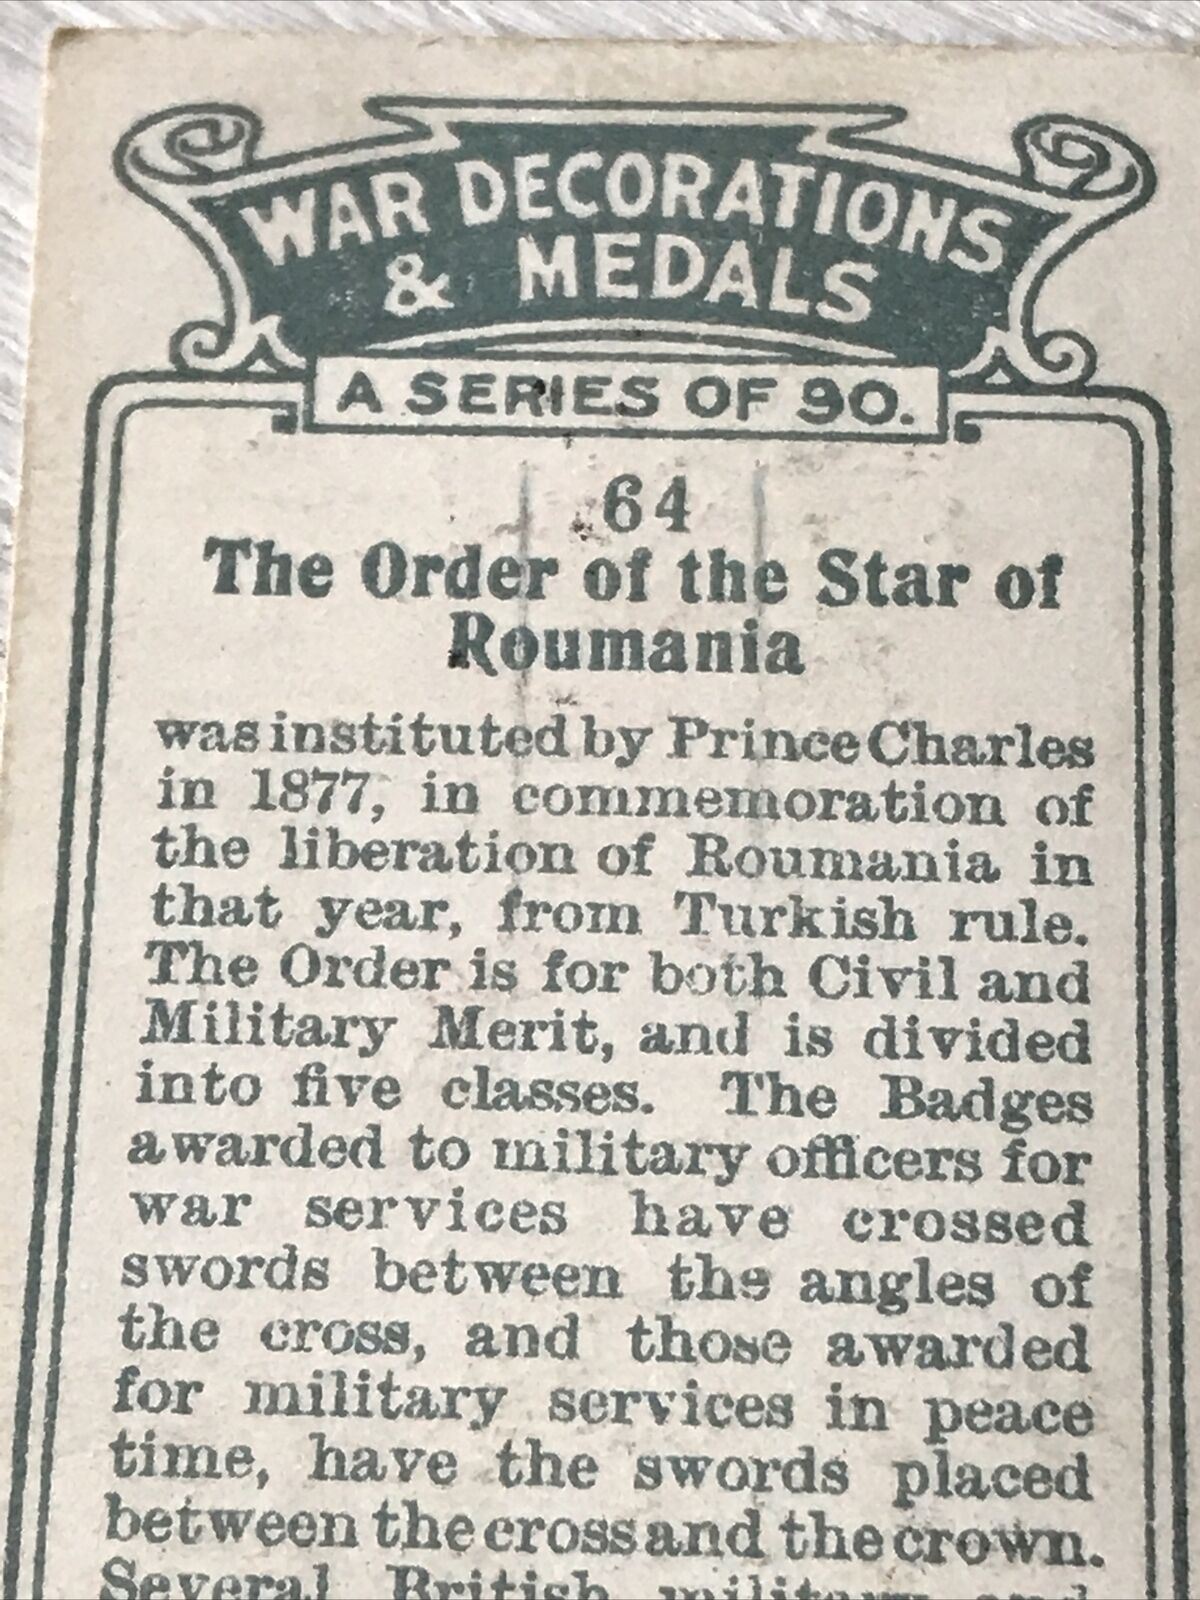 WAR DECORATIONS
& MEDALS
A SERIES OF 90.
64
The Order of the Star of
Roumania
was instituted by Prince Charles
in 1877, in commemoration of
the liberation of Roumania in
that year, from Turkish rule.
The Order is for both Civil and
Military Merit, and is divided
into five classes. The Badges
awarded to military officers for
war services have crossed
swords between the angles of
the cross, and those awarded
for military services in peace
time, have the swords placed
between the cross and the crown.
Several British military and